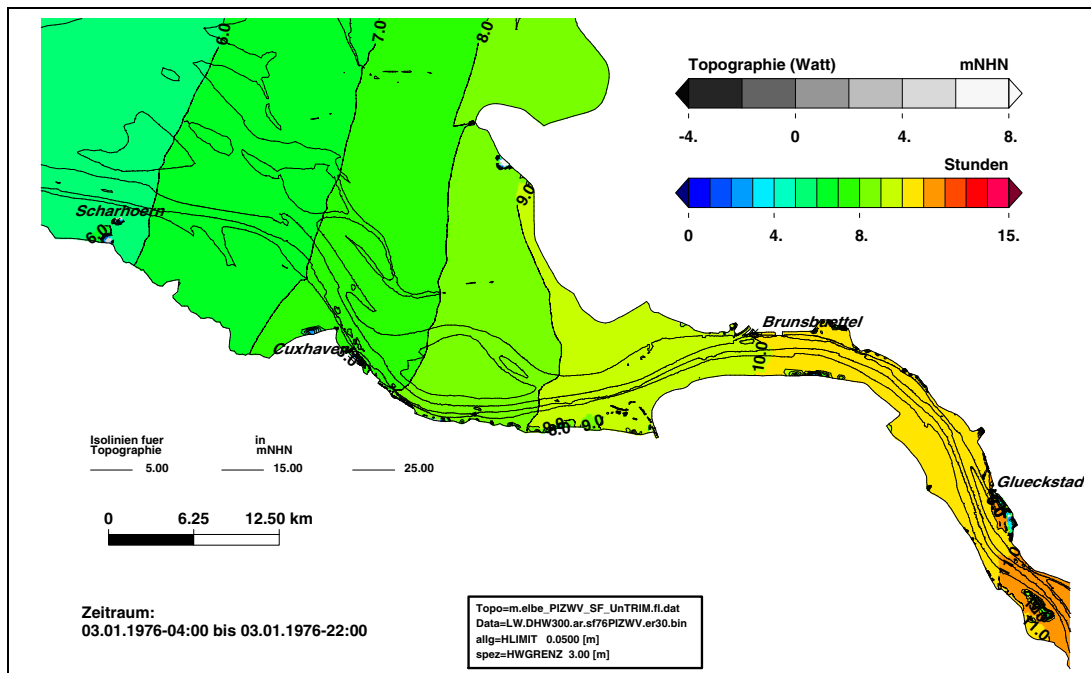 6.0
7.0
8.0
Topographie (Watt) mNHN
-4. 0 4. 8.
Stunden
0 4. 8. 15.
9.0
Scharhoern
6.0
Brunsbuettel
10.0
Cuxhaven
9.0
Isolinien fuer Topographie in mNHN
5.00 15.00 25.00
Glueckstad
0 6.25 12.50 km
Zeitraum:
03.01.1976-04:00 bis 03.01.1976-22:00
Topo=m.elbe_PIZWV_SF_UnTRIM.fl.dat
Data=LW.DHW300.ar.sf76PIZWV.er30.bin
allg=HLIMIT 0.0500 [m]
spez=HWGRENZ 3.00 [m]